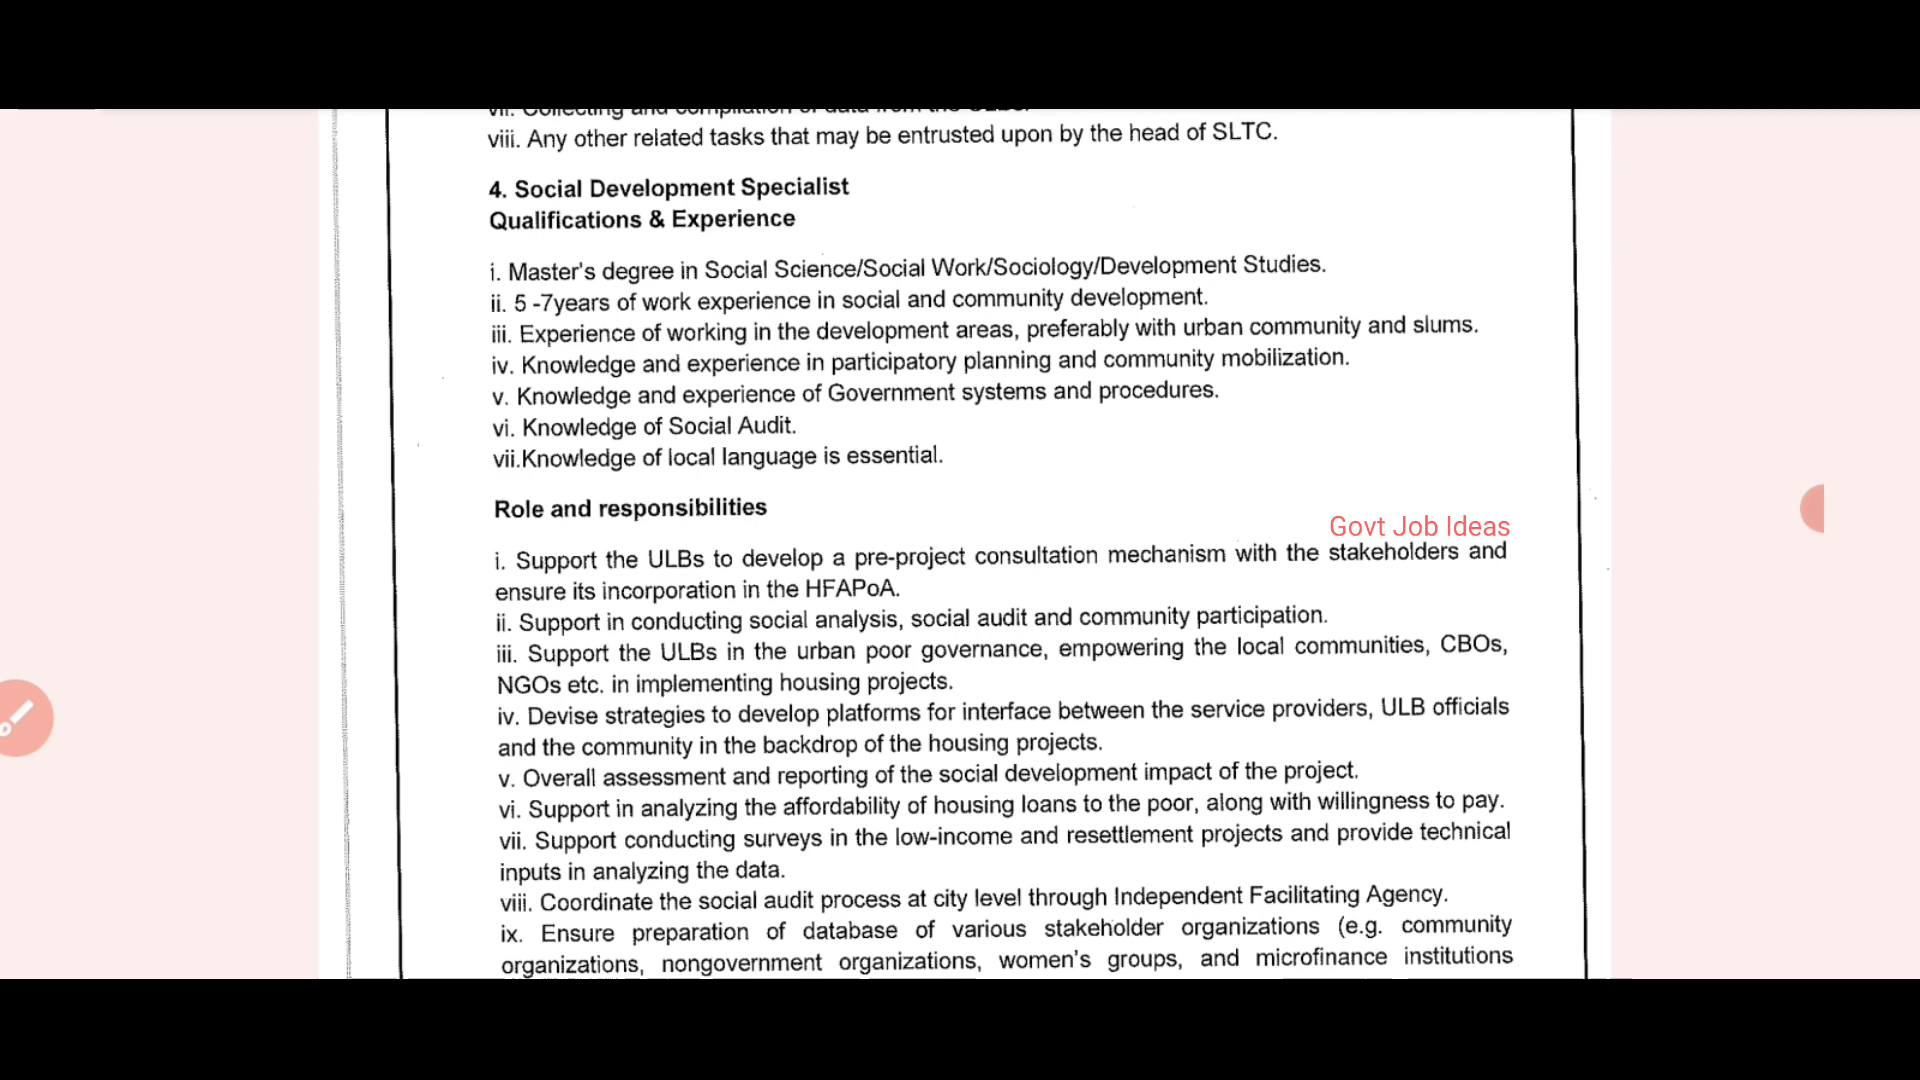 vii. Collecting and compilation of data from the ULBs.
viii. Any other related tasks that may be entrusted upon by the head of SLTC.
4. Social Development Specialist
Qualifications & Experience
i. Master's degree in Social Science/Social Work/Sociology/Development Studies.
ii. 5 -7years of work experience in social and community development.
iii. Experience of working in the development areas, preferably with urban community and slums.
iv. Knowledge and experience in participatory planning and community mobilization.
v. Knowledge and experience of Government systems and procedures.
vi. Knowledge of Social Audit.
vii.Knowledge of local language is essential.
Role and responsibilities
Govt Job Ideas
i. Support the ULBs to develop a pre-project consultation mechanism with the stakeholders and
ensure its incorporation in the HFAPoA.
ii. Support in conducting social analysis, social audit and community participation.
iii. Support the ULBs in the urban poor governance, empowering the local communities, CBOs,
NGOs etc. in implementing housing projects.
iv. Devise strategies to develop platforms for interface between the service providers, ULB officials
and the community in the backdrop of the housing projects.
v. Overall assessment and reporting of the social development impact of the project.
vi. Support in analyzing the affordability of housing loans to the poor, along with willingness to pay.
vii. Support conducting surveys in the low-income and resettlement projects and provide technical
inputs in analyzing the data.
viii. Coordinate the social audit process at city level through Independent Facilitating Agency.
ix. Ensure preparation of database of various stakeholder organizations (e.g. community
organizations, nongovernment organizations, women's groups, and microfinance institutions